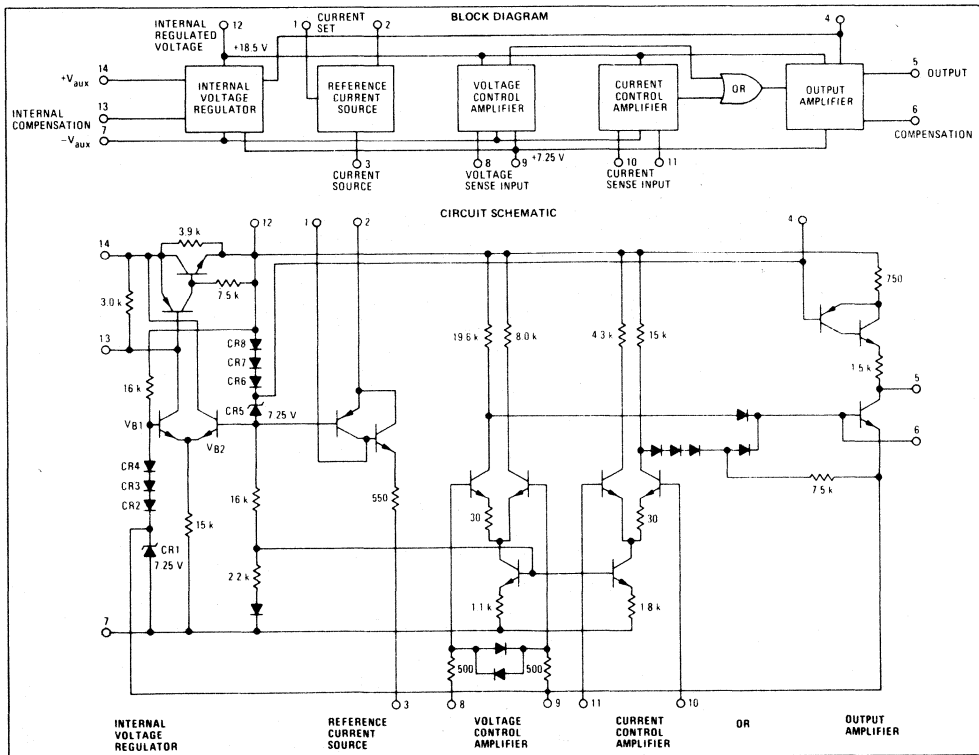 BLOCK DIAGRAM
INTERNAL
REGULATED
VOLTAGE
12
1
CURRENT
SET
2
4
+18.5 V
14
+Vaux
13
INTERNAL
COMPENSATION
7
−Vaux
INTERNAL
VOLTAGE
REGULATOR
REFERENCE
CURRENT
SOURCE
VOLTAGE
CONTROL
AMPLIFIER
CURRENT
CONTROL
AMPLIFIER
OR
OUTPUT
AMPLIFIER
5
OUTPUT
6
COMPENSATION
3
CURRENT
SOURCE
8
9
+7.25 V
VOLTAGE
SENSE INPUT
10
11
CURRENT
SENSE INPUT
CIRCUIT SCHEMATIC
14
3.9 k
12
1
2
4
3.0 k
7.5 k
750
13
CR8
CR7
CR6
CR5
7.25 V
16 k
19.6 k
8.0 k
4.3 k
15 k
1.5 k
5
6
VB1
VB2
CR4
CR3
CR2
CR1
7.25 V
15 k
16 k
2.2 k
550
30
30
7.5 k
1.1 k
1.8 k
7
500
500
3
8
9
11
10
INTERNAL
VOLTAGE
REGULATOR
REFERENCE
CURRENT
SOURCE
VOLTAGE
CONTROL
AMPLIFIER
CURRENT
CONTROL
AMPLIFIER
OR
OUTPUT
AMPLIFIER